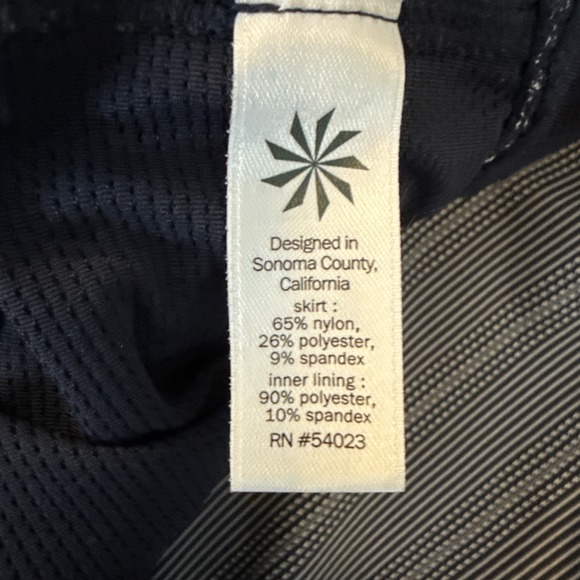 Designed in
Sonoma County,
California
skirt :
65% nylon,
26% polyester,
9% spandex
inner lining :
90% polyester,
10% spandex
RN #54023